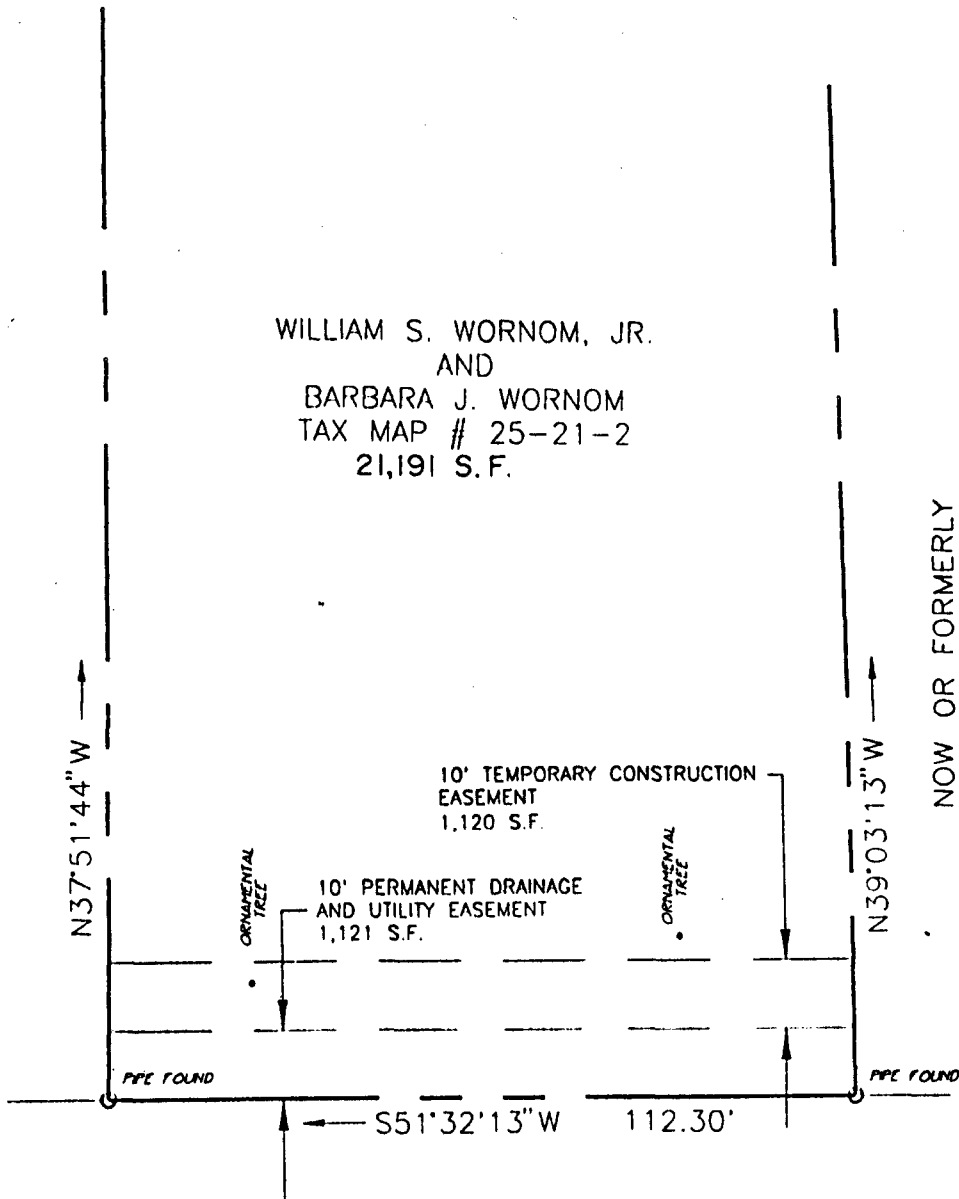 WILLIAM S. WORNOM, JR.
AND
BARBARA J. WORNOM
TAX MAP # 25-21-2
21,191 S.F.
N37°51'44"W
N39°03'13"W
NOW OR FORMERLY
10' TEMPORARY CONSTRUCTION
EASEMENT
1,120 S.F.
ORNAMENTAL
TREE
ORNAMENTAL
TREE
10' PERMANENT DRAINAGE
AND UTILITY EASEMENT
1,121 S.F.
PIPE FOUND
PIPE FOUND
S51°32'13"W 112.30'